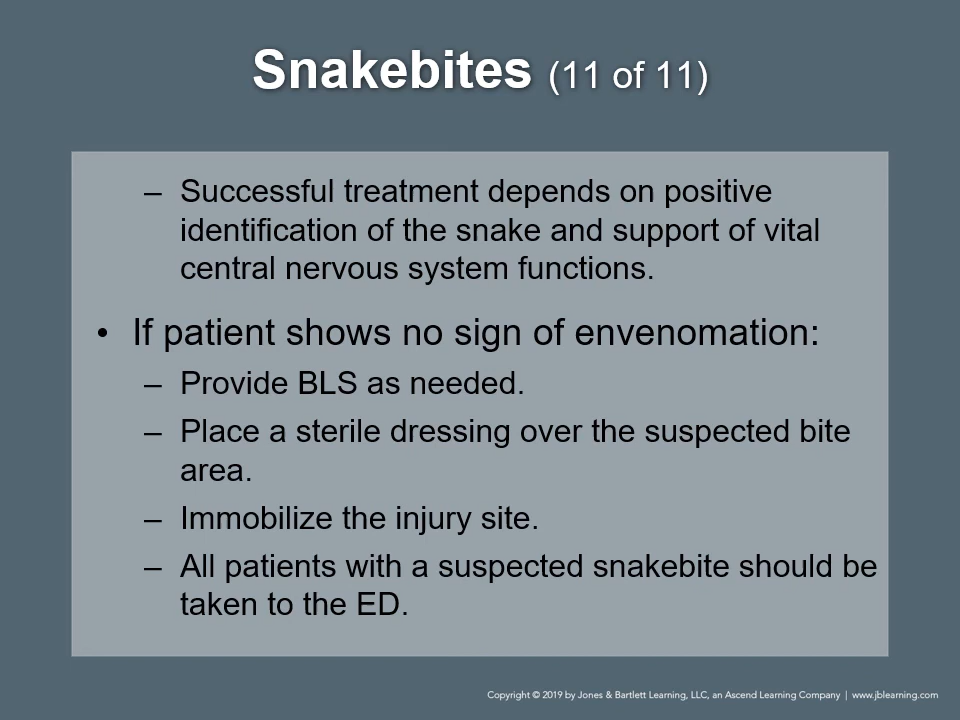 Snakebites (11 of 11)
– Successful treatment depends on positive
identification of the snake and support of vital
central nervous system functions.
• If patient shows no sign of envenomation:
– Provide BLS as needed.
– Place a sterile dressing over the suspected bite
area.
– Immobilize the injury site.
– All patients with a suspected snakebite should be
taken to the ED.
Copyright © 2019 by Jones & Bartlett Learning, LLC, an Ascend Learning Company | www.jblearning.com